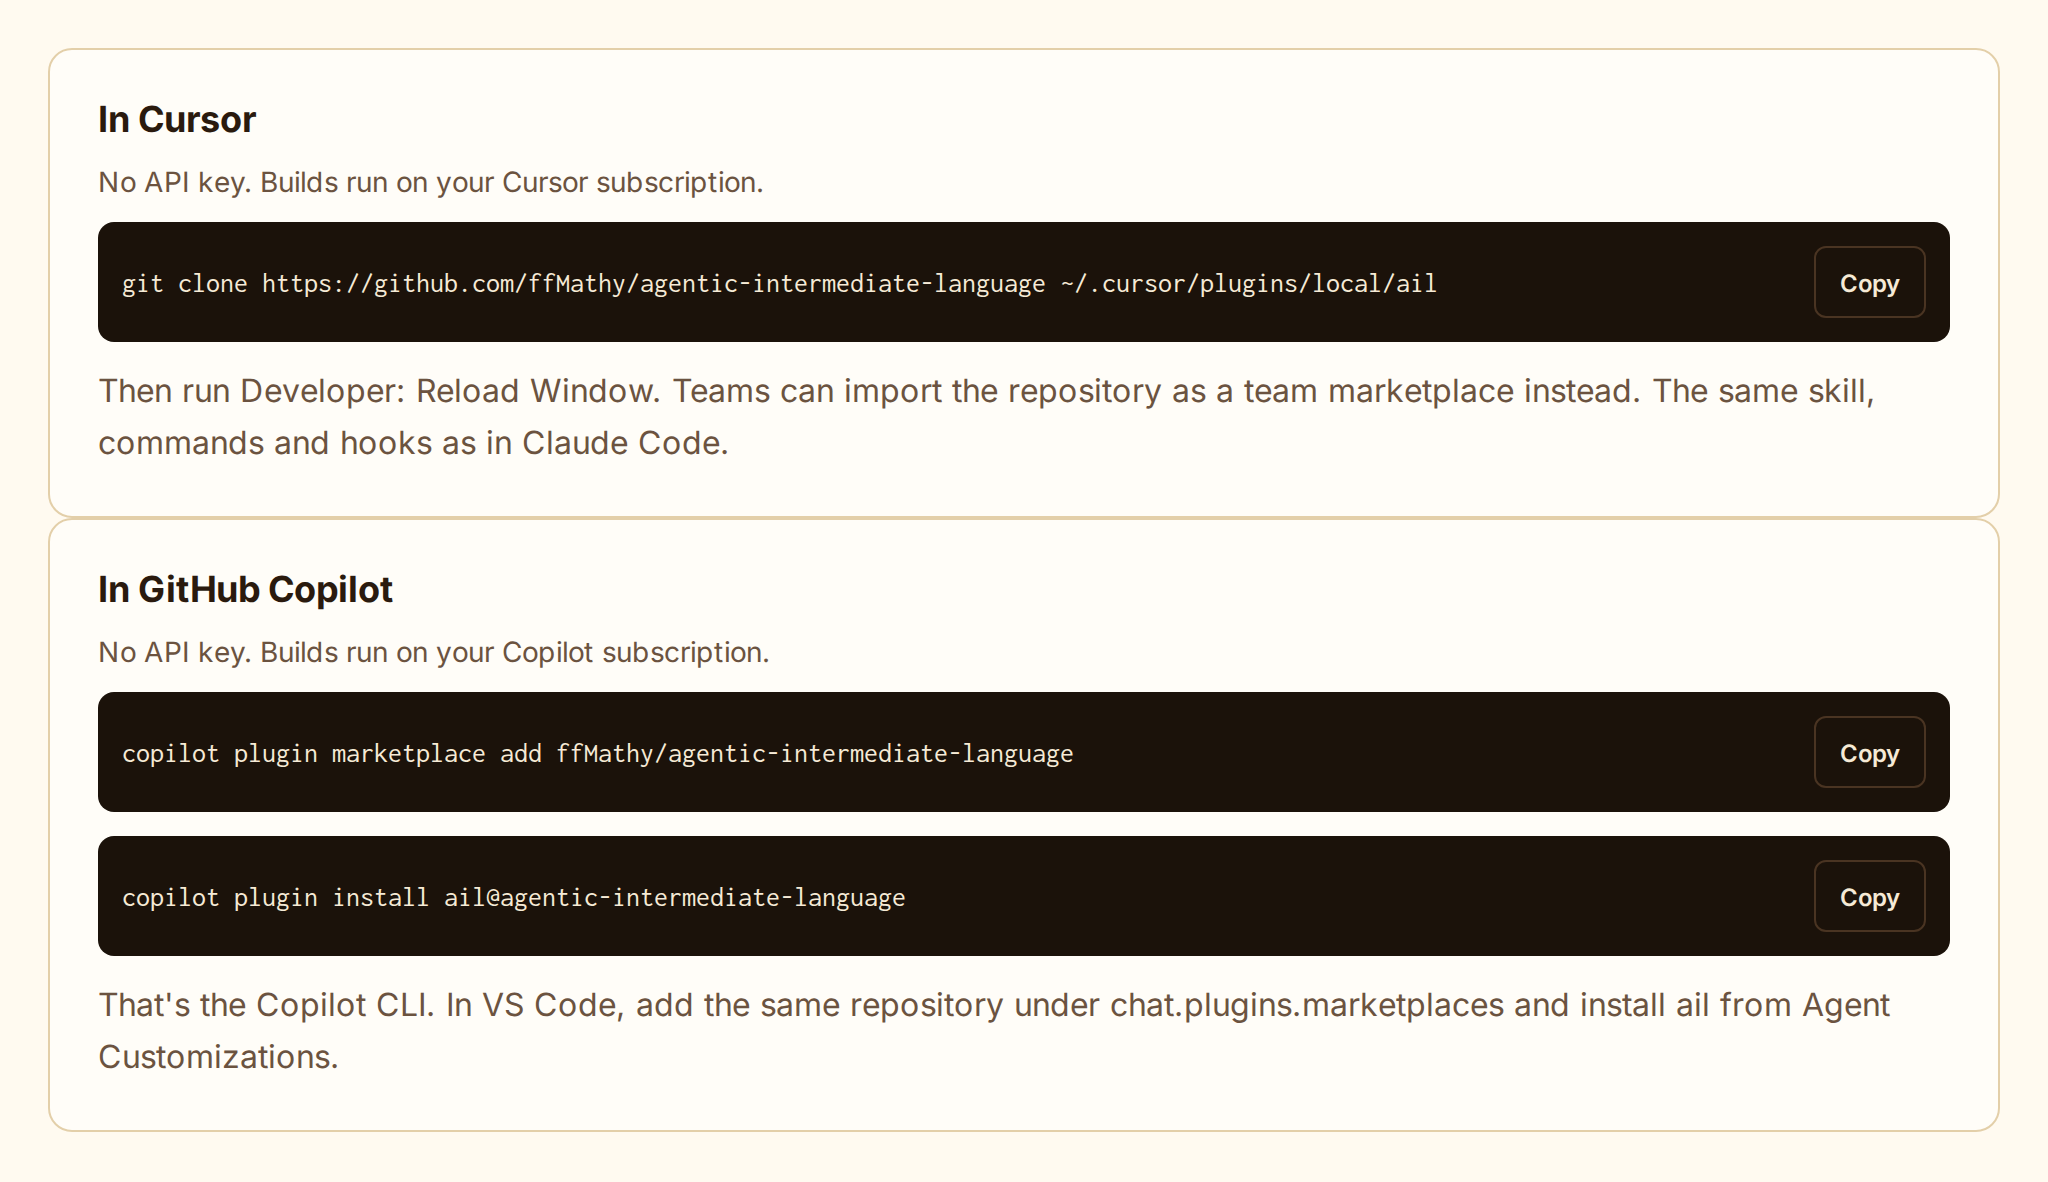 In Cursor
No API key. Builds run on your Cursor subscription.
git clone https://github.com/ffMathy/agentic-intermediate-language ~/.cursor/plugins/local/ail
Copy
Then run Developer: Reload Window. Teams can import the repository as a team marketplace instead. The same skill,
commands and hooks as in Claude Code.
In GitHub Copilot
No API key. Builds run on your Copilot subscription.
copilot plugin marketplace add ffMathy/agentic-intermediate-language
Copy
copilot plugin install ail@agentic-intermediate-language
Copy
That's the Copilot CLI. In VS Code, add the same repository under chat.plugins.marketplaces and install ail from Agent
Customizations.